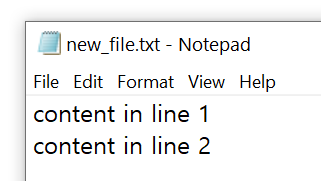 new_file.txt - Notepad
File Edit Format View Help
content in line 1
content in line 2